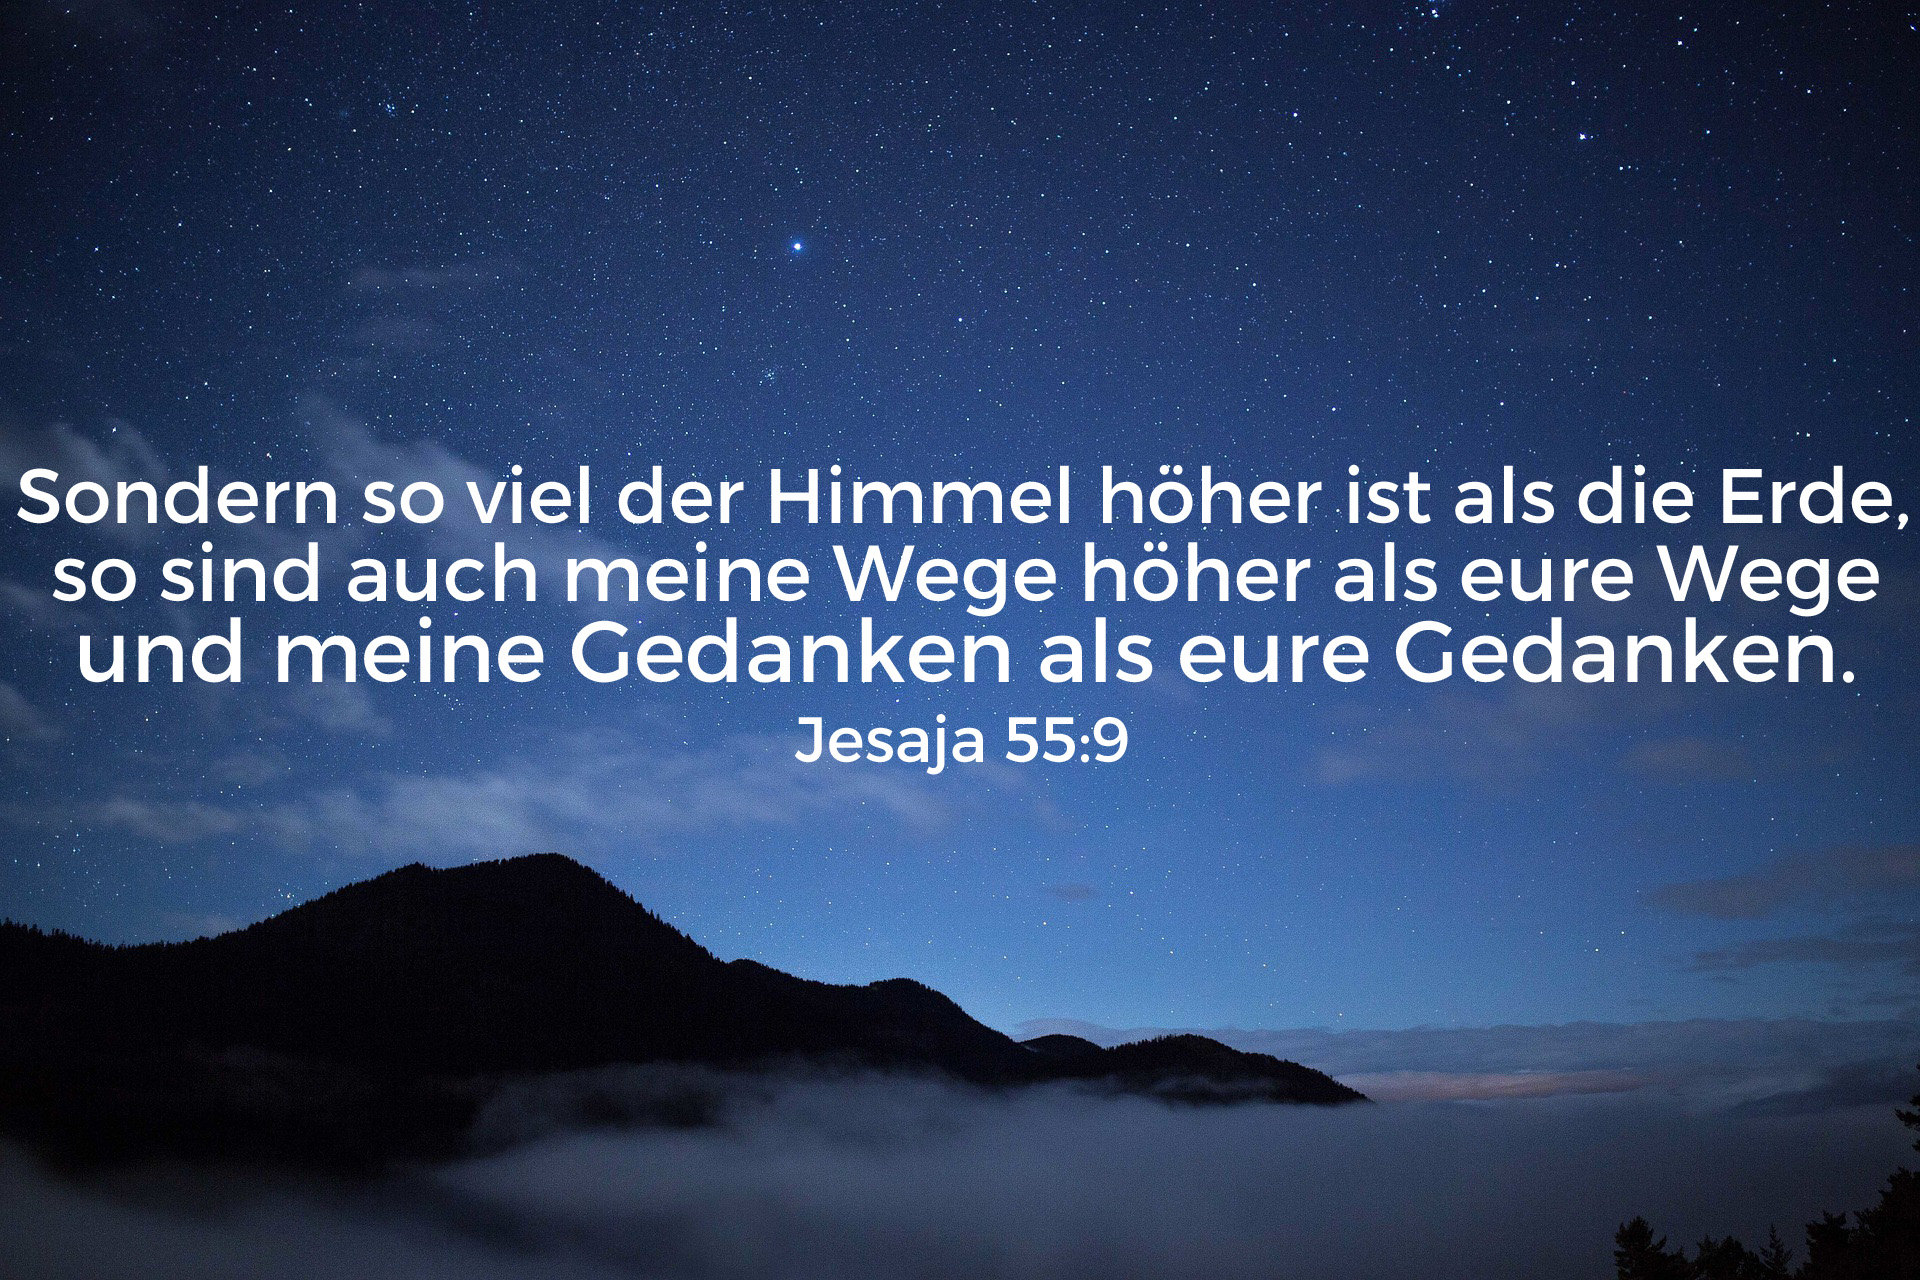 Sondern so viel der Himmel höher ist als die Erde,
so sind auch meine Wege höher als eure Wege
und meine Gedanken als eure Gedanken.
Jesaja 55:9